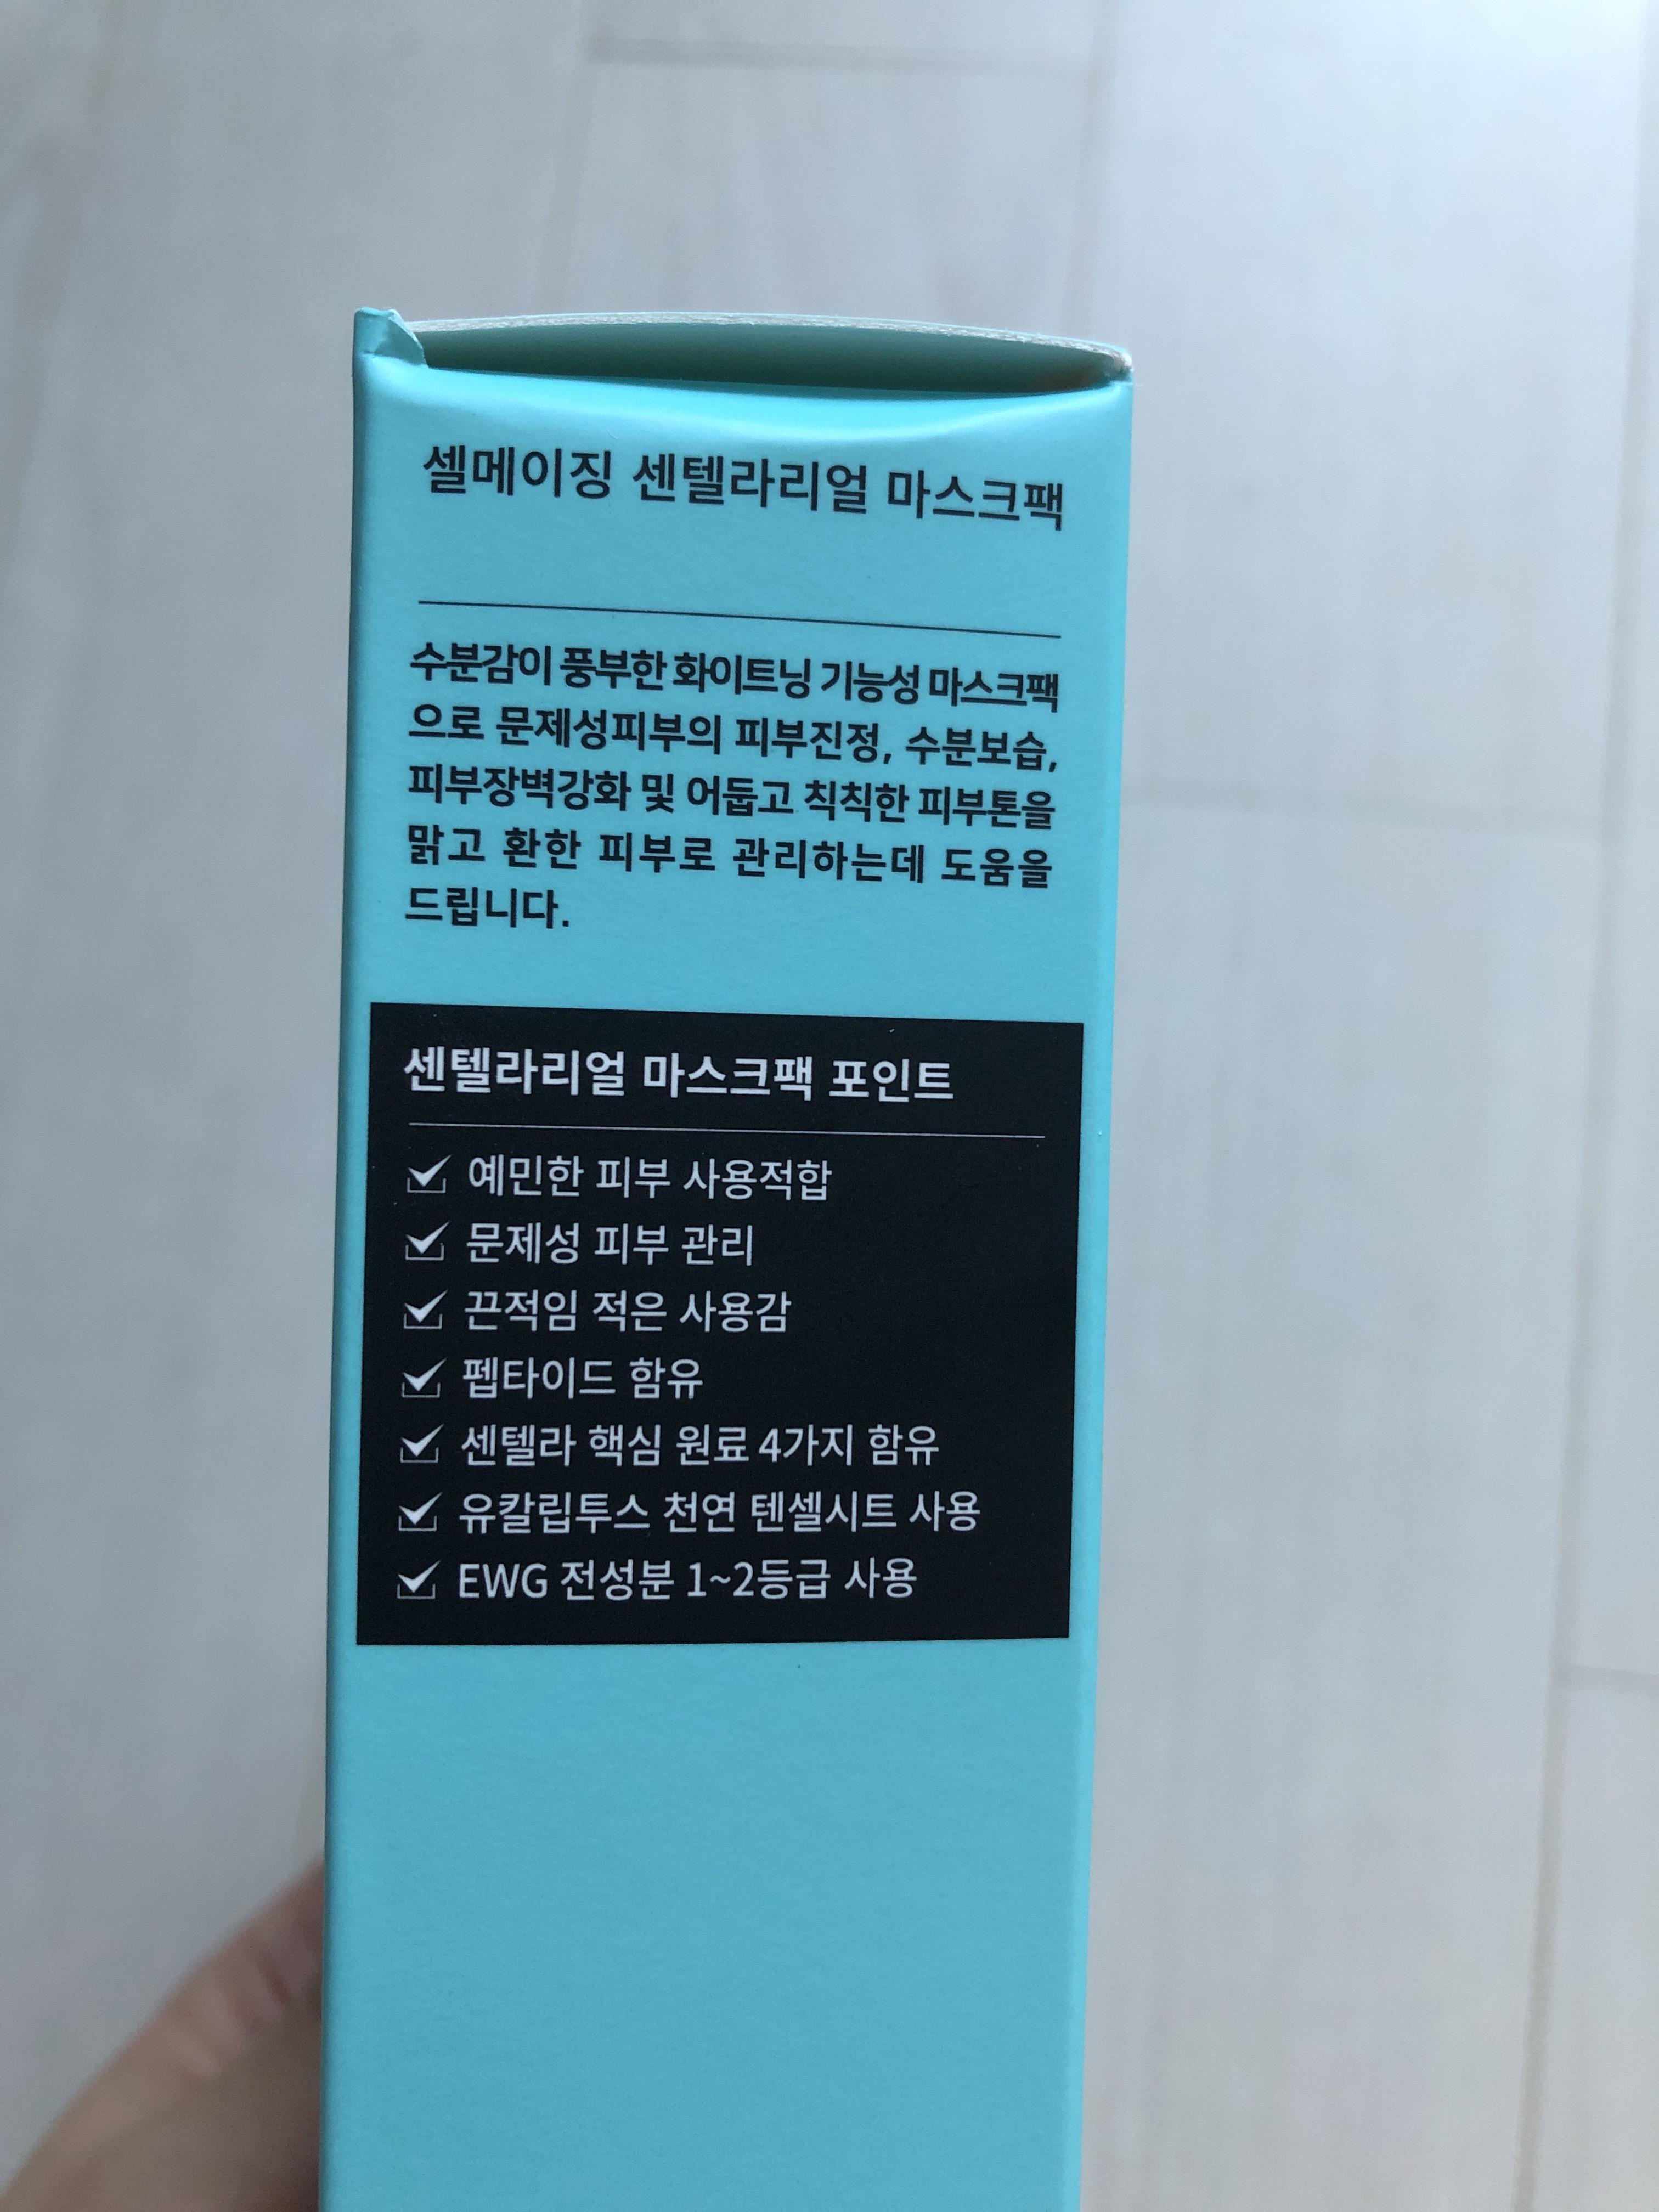 셀메이징 센텔라리얼 마스크팩
수분감이 풍부한 화이트닝 기능성 마스크팩
으로 문제성피부의 피부진정, 수분보습,
피부장벽강화 및 어둡고 칙칙한 피부톤을
맑고 환한 피부로 관리하는데 도움을
드립니다.
센텔라리얼 마스크팩 포인트
예민한 피부 사용적합
문제성 피부 관리
끈적임 적은 사용감
펩타이드 함유
센텔라 핵심 원료 4가지 함유
유칼립투스 천연 텐셀시트 사용
EWG 전성분 1~2등급 사용